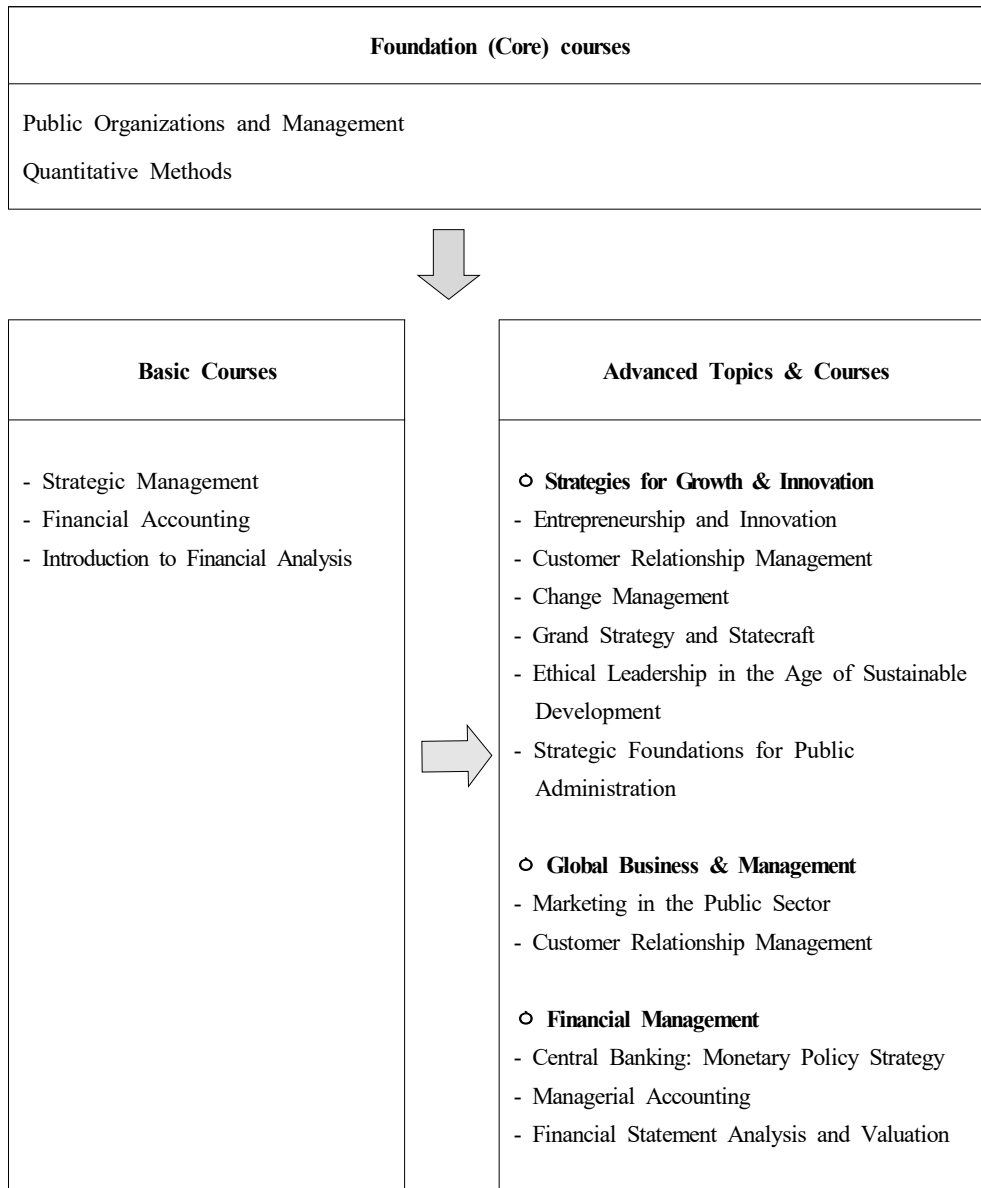 Foundation (Core) courses
Public Organizations and Management
Quantitative Methods
Basic Courses
- Strategic Management
- Financial Accounting
- Introduction to Financial Analysis
Advanced Topics & Courses
Strategies for Growth & Innovation
- Entrepreneurship and Innovation
- Customer Relationship Management
- Change Management
- Grand Strategy and Statecraft
- Ethical Leadership in the Age of Sustainable
Development
- Strategic Foundations for Public
Administration
Global Business & Management
- Marketing in the Public Sector
- Customer Relationship Management
Financial Management
- Central Banking: Monetary Policy Strategy
- Managerial Accounting
- Financial Statement Analysis and Valuation